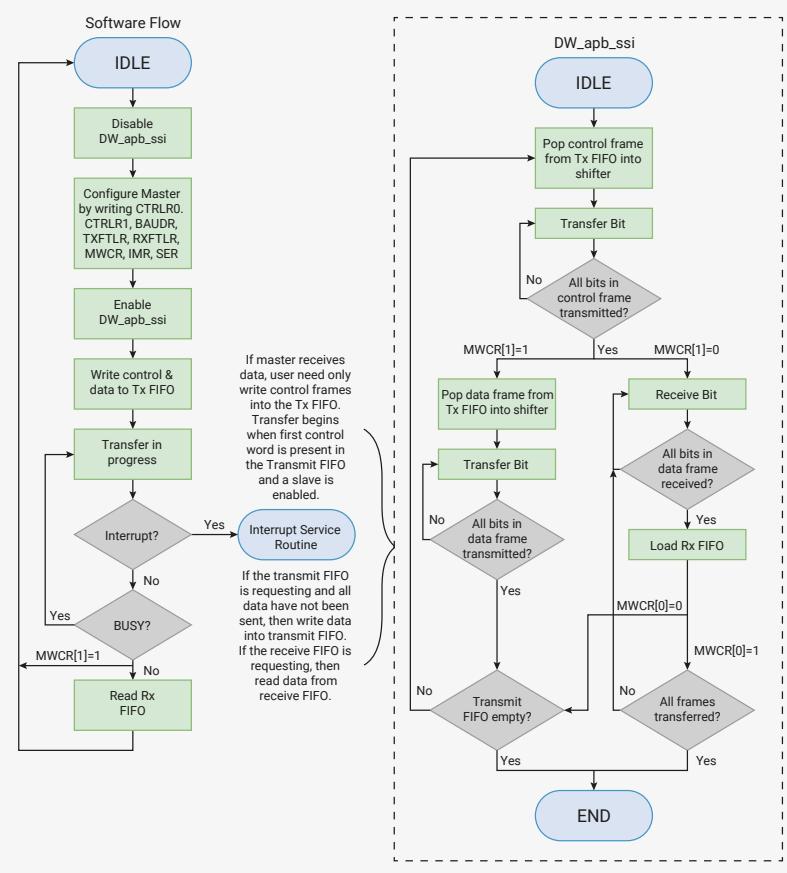 Software Flow
IDLE
Disable
DW_apb_ssi
Configure Master
by writing CTRLR0.
CTRLR1, BAUDR,
TXFTLR, RXFTLR,
MWCR, IMR, SER
Enable
DW_apb_ssi
Write control &
data to Tx FIFO
Transfer in
progress
Interrupt?
Yes
Interrupt Service
Routine
No
BUSY?
Yes
MWCR[1]=1
No
Read Rx
FIFO
If master receives
data, user need only
write control frames
into the Tx FIFO.
Transfer begins
when first control
word is present in
the Transmit FIFO
and a slave is
enabled.
If the transmit FIFO
is requesting and all
data have not been
sent, then write data
into transmit FIFO.
If the receive FIFO is
requesting, then
read data from
receive FIFO.
DW_apb_ssi
IDLE
Pop control frame
from Tx FIFO into
shifter
Transfer Bit
No
All bits in
control frame
transmitted?
MWCR[1]=1
Yes
MWCR[1]=0
Pop data frame from
Tx FIFO into shifter
Transfer Bit
No
All bits in
data frame
transmitted?
Yes
Receive Bit
All bits in
data frame
received?
Yes
Load Rx FIFO
MWCR[0]=0
MWCR[0]=1
No
Transmit
FIFO empty?
Yes
No
All frames
transferred?
Yes
END